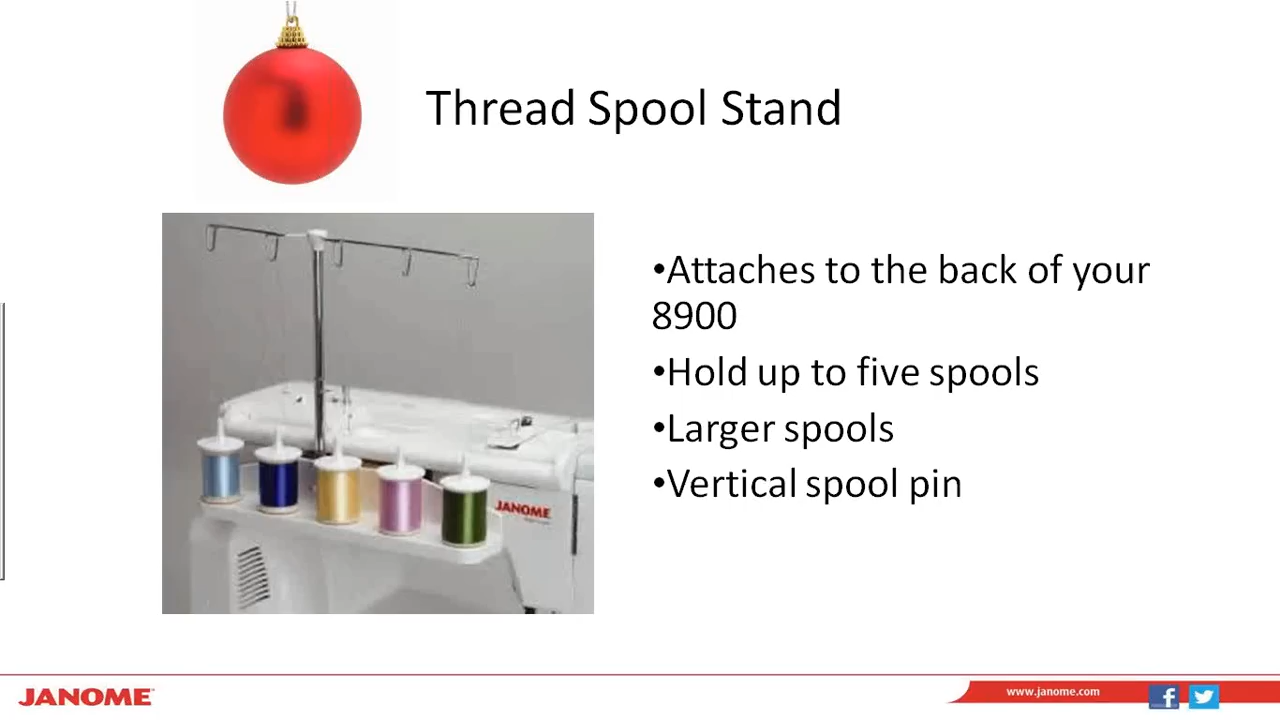 Thread Spool Stand
•Attaches to the back of your
8900
•Hold up to five spools
•Larger spools
•Vertical spool pin
JANOME
JANOME
www.janome.com